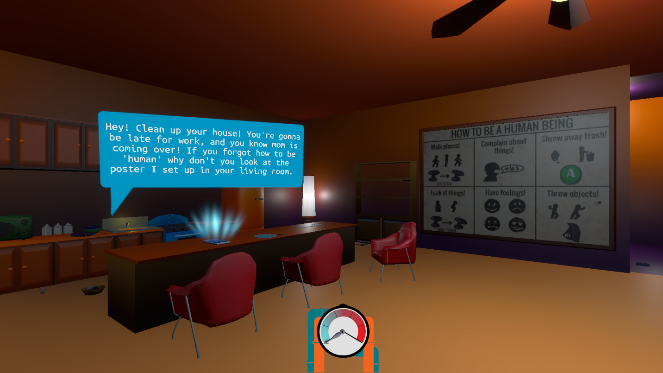 Hey! Clean up your house! You're gonna
be late for work, and you know mom is
coming over! If you forgot how to be
'human' why don't you look at the
poster I set up in your living room.
HOW TO BE A HUMAN BEING
Walk places!
Complain about
things!
Throw away trash!
A
Look at things!
Have feelings!
Throw objects!